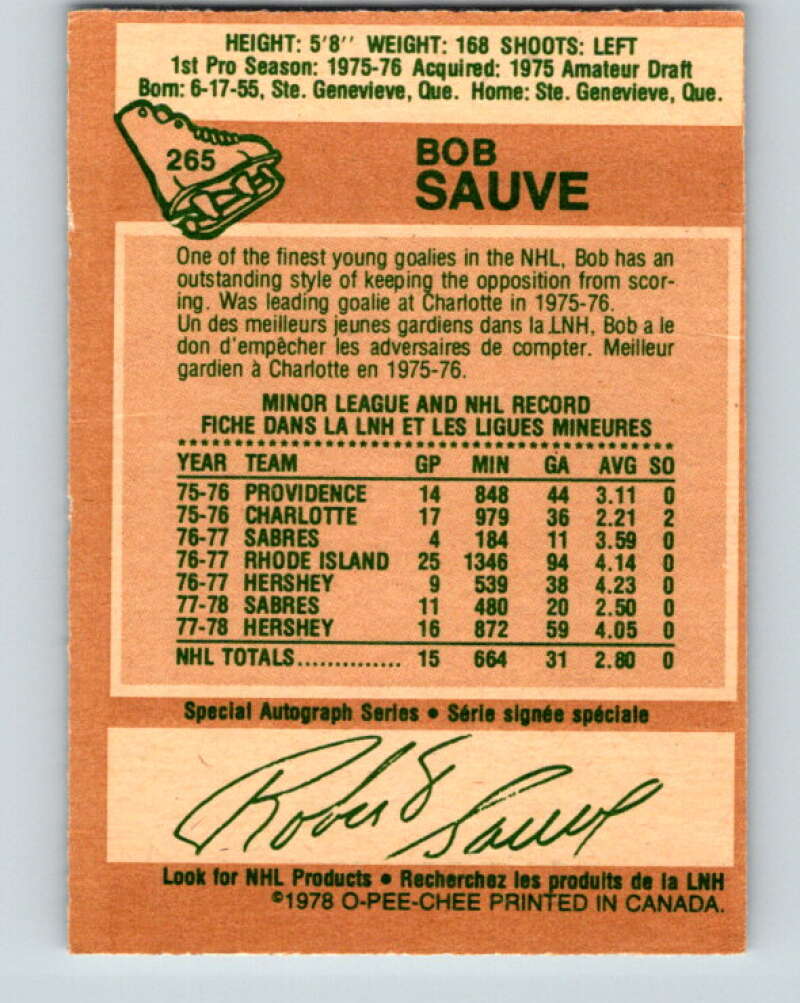 HEIGHT: 5'8'' WEIGHT: 168 SHOOTS: LEFT
1st Pro Season: 1975-76 Acquired: 1975 Amateur Draft
Born: 6-17-55, Ste. Genevieve, Que. Home: Ste. Genevieve, Que.
265
BOB
SAUVE
One of the finest young goalies in the NHL, Bob has an
outstanding style of keeping the opposition from scor-
ing. Was leading goalie at Charlotte in 1975-76.
Un des meilleurs jeunes gardiens dans la LNH, Bob a le
don d'empêcher les adversaires de compter. Meilleur
gardien à Charlotte en 1975-76.
MINOR LEAGUE AND NHL RECORD
FICHE DANS LA LNH ET LES LIGUES MINEURES
YEAR TEAM GP MIN GA AVG SO
75-76 PROVIDENCE 14 848 44 3.11 0
75-76 CHARLOTTE 17 979 36 2.21 2
76-77 SABRES 4 184 11 3.59 0
76-77 RHODE ISLAND 25 1346 94 4.14 0
76-77 HERSHEY 9 539 38 4.23 0
77-78 SABRES 11 480 20 2.50 0
77-78 HERSHEY 16 872 59 4.05 0
NHL TOTALS.............. 15 664 31 2.80 0
Special Autograph Series • Série signée spéciale
Robert Sauve
Look for NHL Products • Recherchez les produits de la LNH
©1978 O-PEE-CHEE PRINTED IN CANADA.